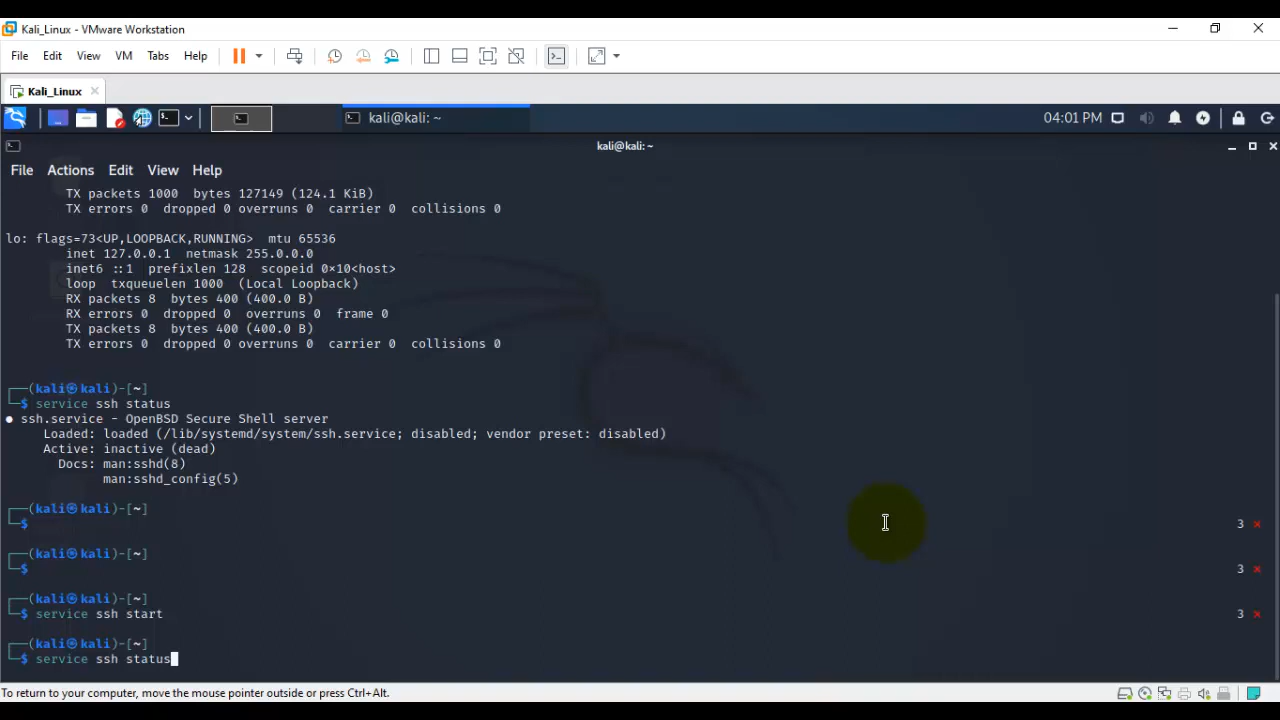 Kali_Linux - VMware Workstation
File Edit View VM Tabs Help
Kali_Linux
kali@kali: ~ 04:01 PM
kali@kali: ~
File Actions Edit View Help
TX packets 1000 bytes 127149 (124.1 KiB)
TX errors 0 dropped 0 overruns 0 carrier 0 collisions 0
lo: flags=73<UP,LOOPBACK,RUNNING> mtu 65536
inet 127.0.0.1 netmask 255.0.0.0
inet6 ::1 prefixlen 128 scopeid 0×10<host>
loop txqueuelen 1000 (Local Loopback)
RX packets 8 bytes 400 (400.0 B)
RX errors 0 dropped 0 overruns 0 frame 0
TX packets 8 bytes 400 (400.0 B)
TX errors 0 dropped 0 overruns 0 carrier 0 collisions 0
┌──(kali㉿kali)-[~]
└─$ service ssh status
● ssh.service - OpenBSD Secure Shell server
Loaded: loaded (/lib/systemd/system/ssh.service; disabled; vendor preset: disabled)
Active: inactive (dead)
Docs: man:sshd(8)
man:sshd_config(5)
┌──(kali㉿kali)-[~]
└─$ 3 ⨯
┌──(kali㉿kali)-[~]
└─$ 3 ⨯
┌──(kali㉿kali)-[~]
└─$ service ssh start 3 ⨯
┌──(kali㉿kali)-[~]
└─$ service ssh status
To return to your computer, move the mouse pointer outside or press Ctrl+Alt.